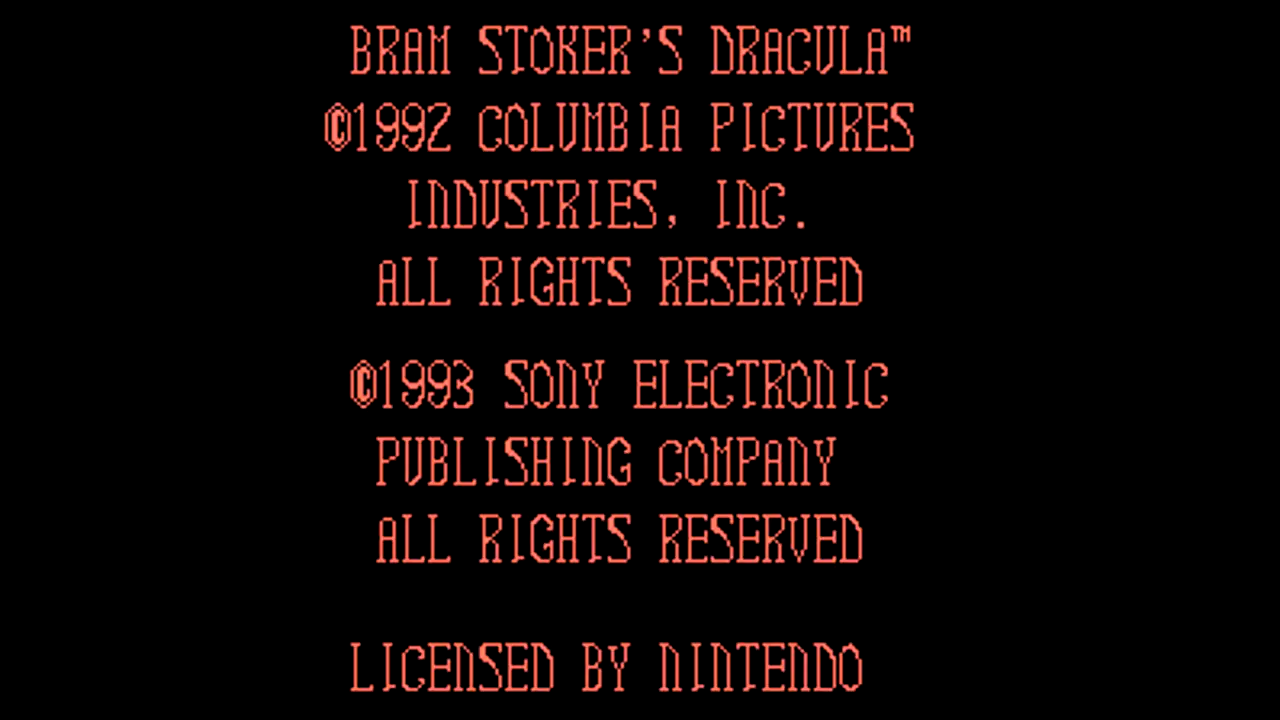 BRAM STOKER'S DRACULA™
©1992 COLUMBIA PICTURES
INDUSTRIES, INC.
ALL RIGHTS RESERVED
©1993 SONY ELECTRONIC
PUBLISHING COMPANY
ALL RIGHTS RESERVED
LICENSED BY NINTENDO